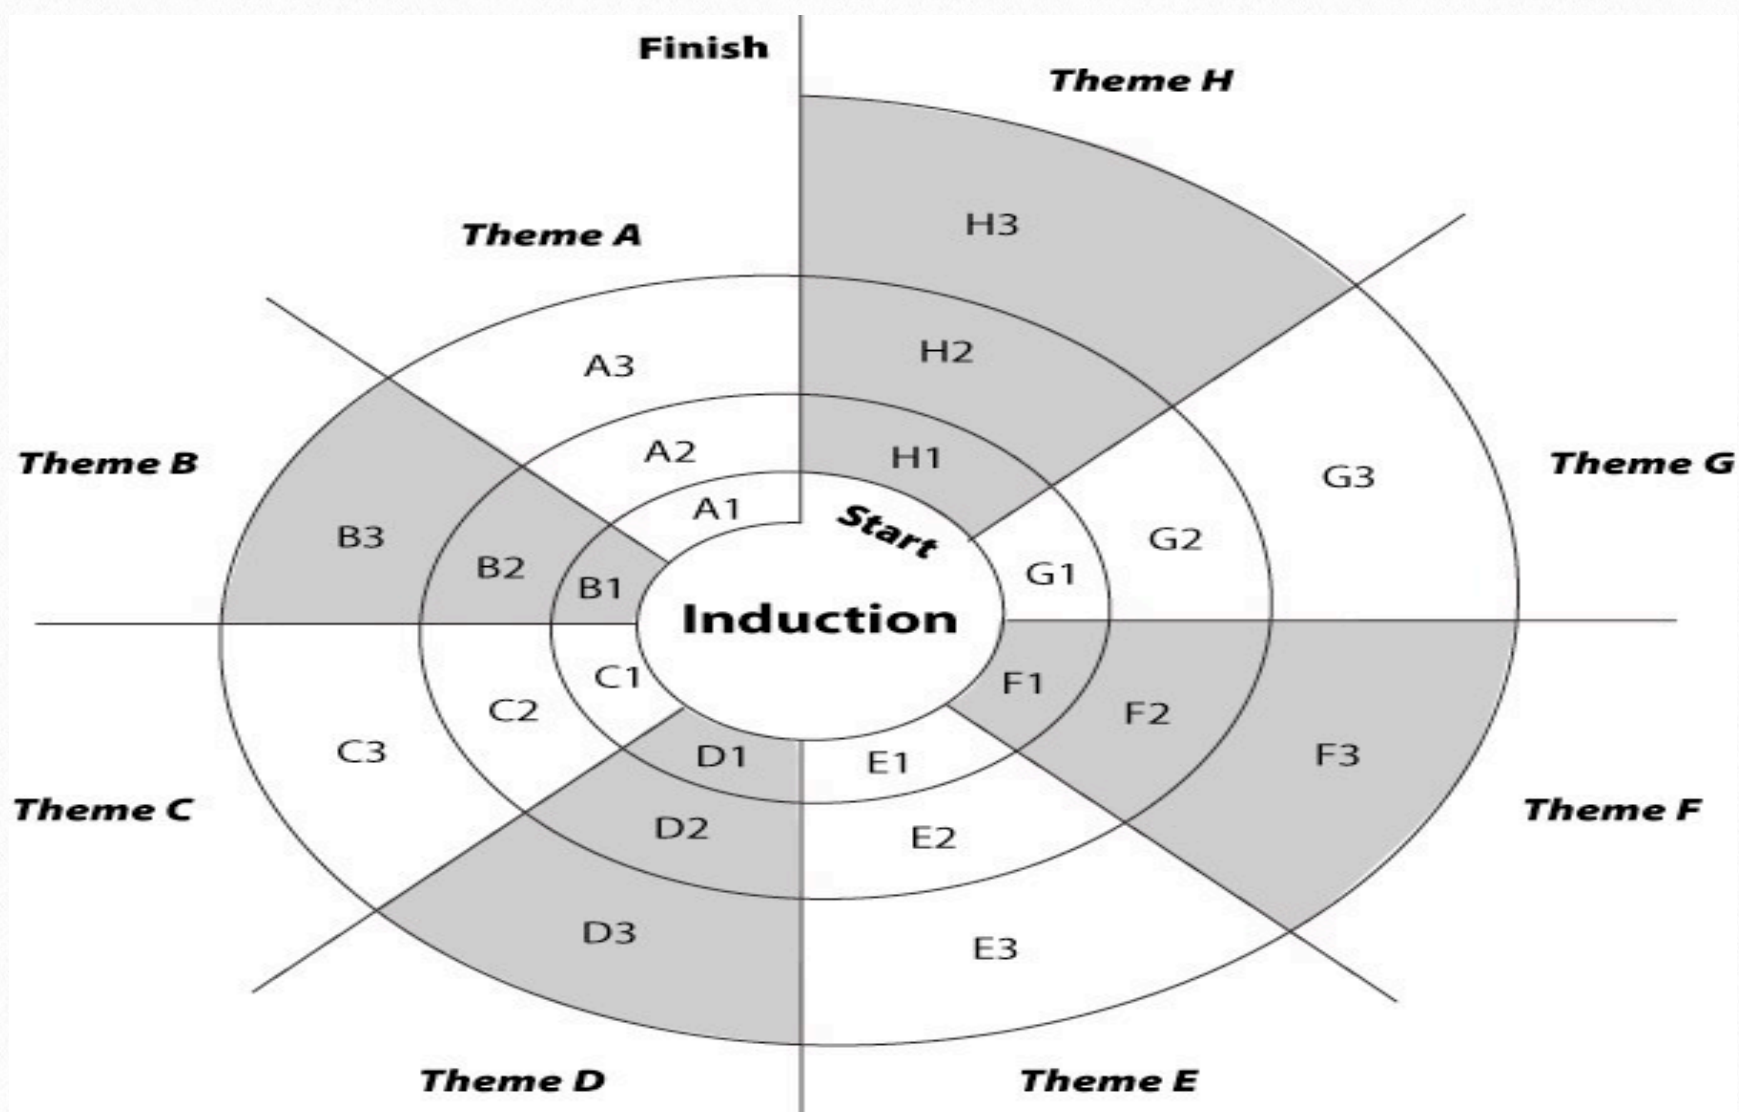 Finish
Theme H
H3
Theme A
H2
A3
A2
H1
Theme B
Theme G
G3
A1
Start
B3
G2
B2
G1
B1
Induction
C1
F1
C2
F2
C3
D1
E1
F3
Theme C
Theme F
D2
E2
D3
E3
Theme D
Theme E